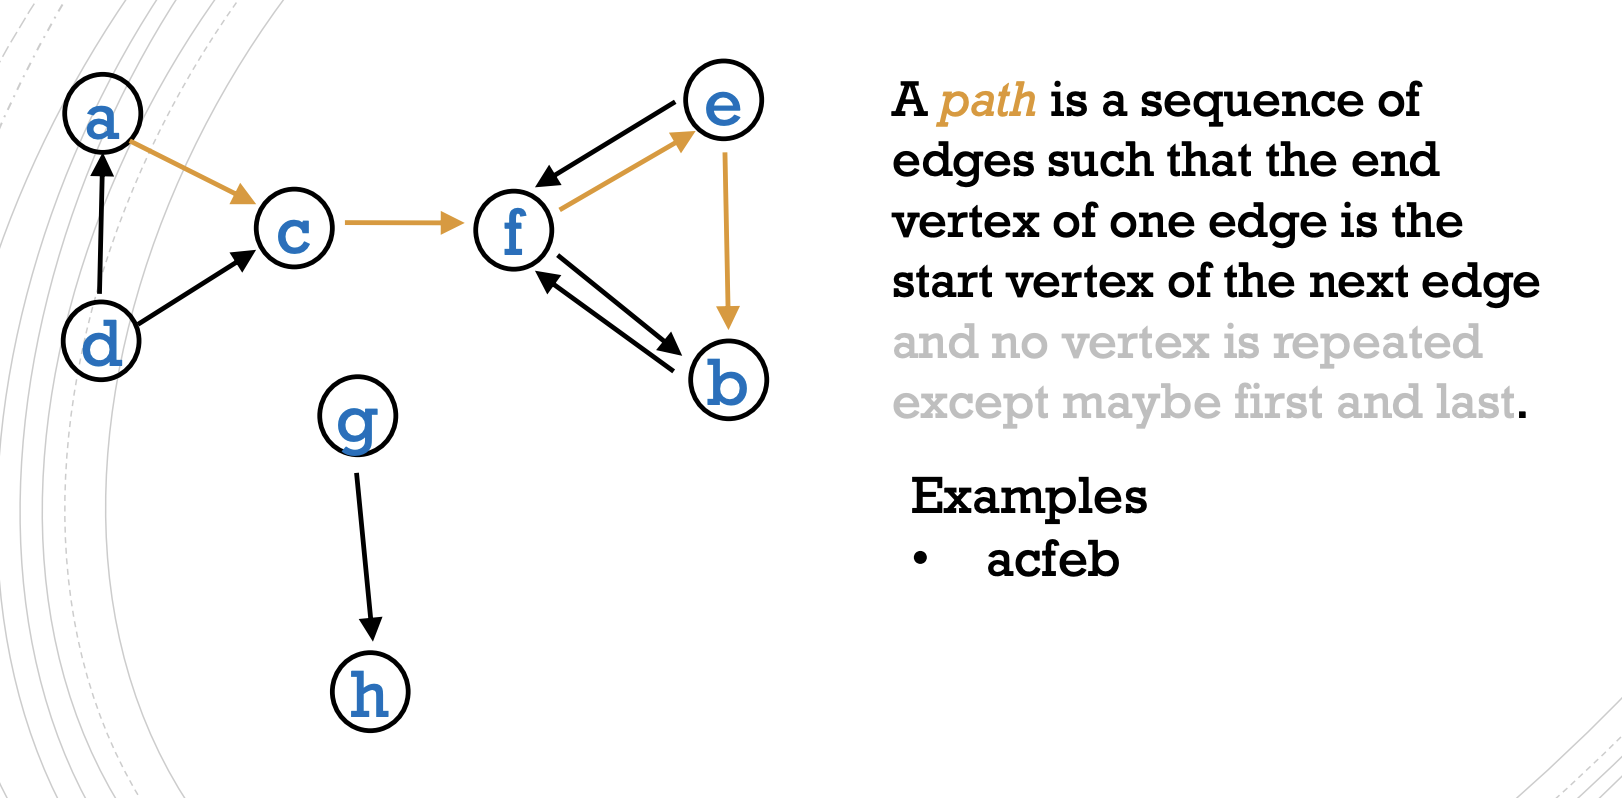 a
e
c
f
d
b
g
h
A path is a sequence of
edges such that the end
vertex of one edge is the
start vertex of the next edge
and no vertex is repeated
except maybe first and last.
Examples
• acfeb